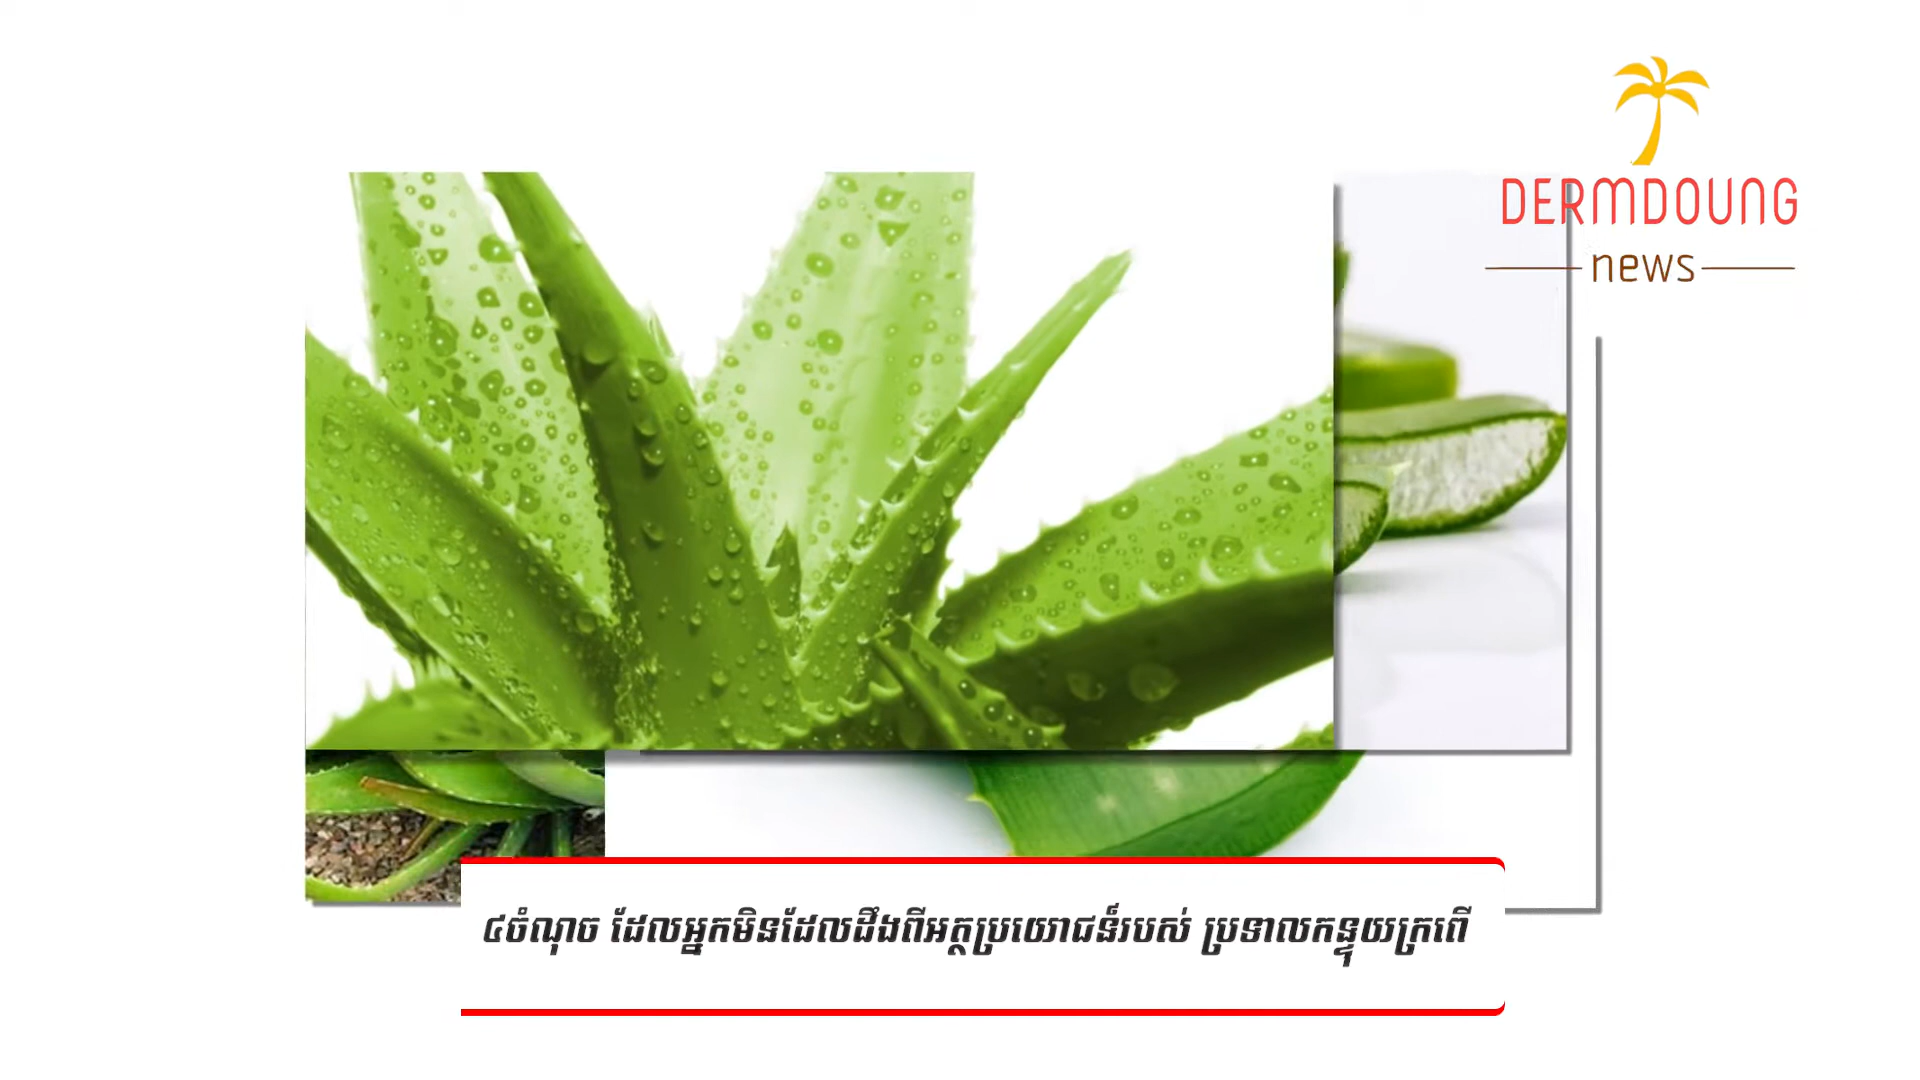 DERMDOUNG
news
៤ចំណុច ដែលអ្នកមិនដែលដឹងពីអត្ថប្រយោជន៍របស់ ប្រទាលកន្ទុយក្រពើ